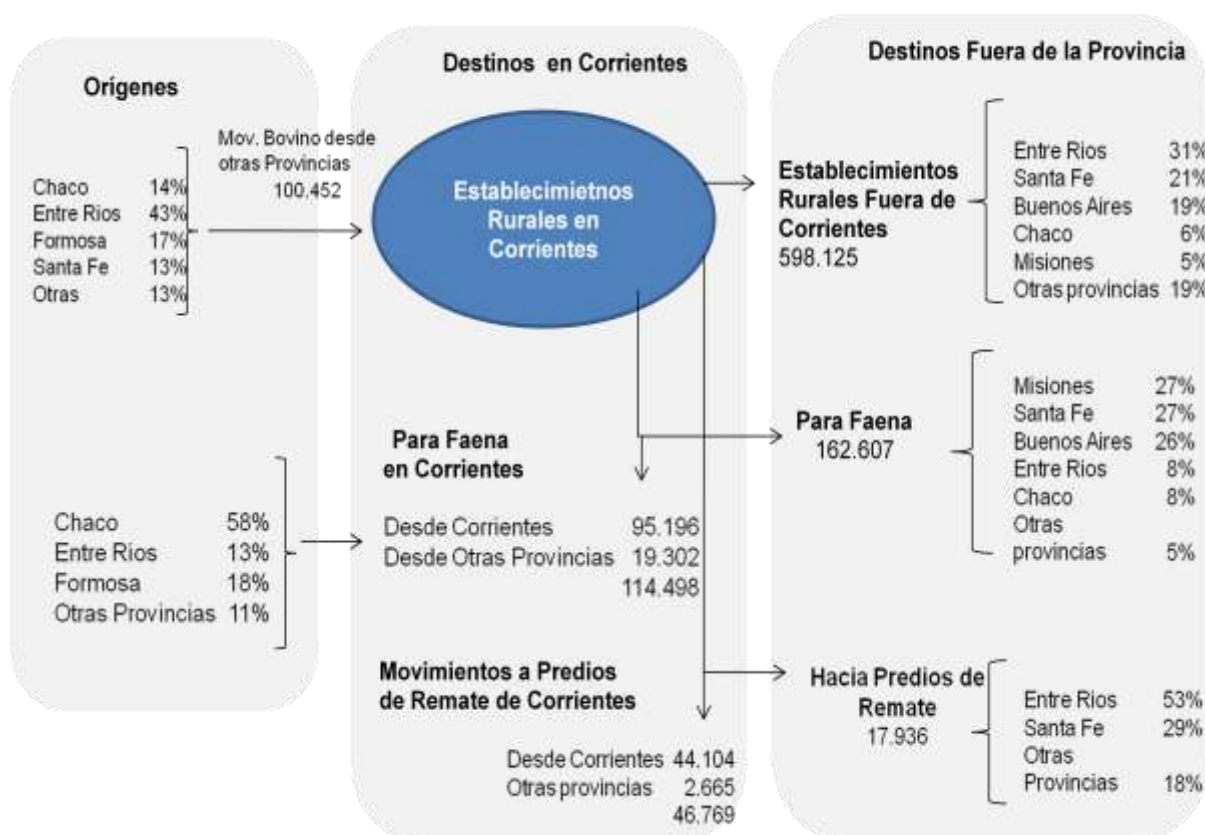 Orígenes
Mov. Bovino desde
otras Provincias
100.452
Chaco 14%
Entre Rios 43%
Formosa 17%
Santa Fe 13%
Otras 13%
Chaco 58%
Entre Rios 13%
Formosa 18%
Otras Provincias 11%
Destinos en Corrientes
Establecimietnos
Rurales en
Corrientes
Para Faena
en Corrientes
Desde Corrientes 95.196
Desde Otras Provincias 19.302
114.498
Movimientos a Predios
de Remate de Corrientes
Desde Corrientes 44.104
Otras provincias 2.665
46.769
Destinos Fuera de la Provincia
Establecimientos
Rurales Fuera de
Corrientes
598.125
Entre Rios 31%
Santa Fe 21%
Buenos Aires 19%
Chaco 6%
Misiones 5%
Otras provincias 19%
Para Faena
162.607
Misiones 27%
Santa Fe 27%
Buenos Aires 26%
Entre Rios 8%
Chaco 8%
Otras
provincias 5%
Hacia Predios de
Remate
17.936
Entre Rios 53%
Santa Fe 29%
Otras
Provincias 18%